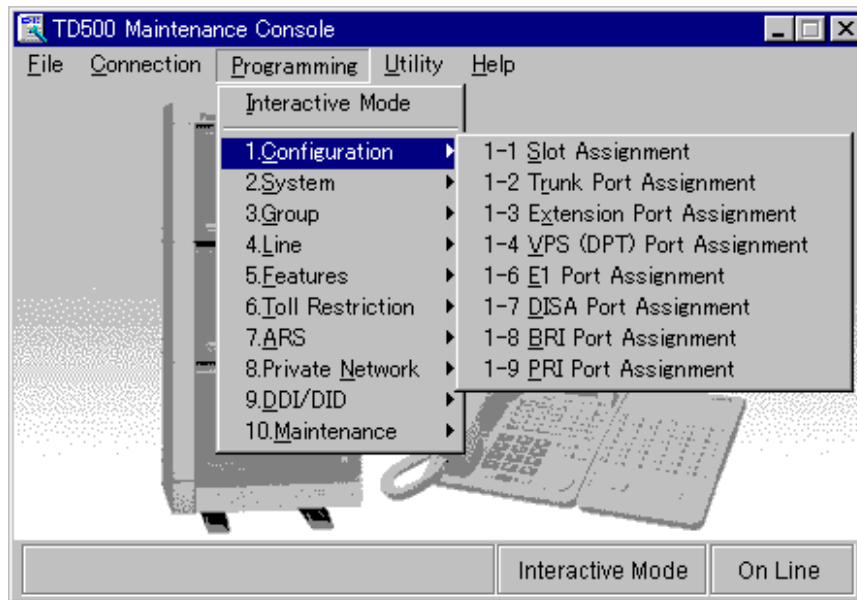 TD500 Maintenance Console
File Connection Programming Utility Help
Interactive Mode
1.Configuration
2.System
3.Group
4.Line
5.Features
6.Toll Restriction
7.ARS
8.Private Network
9.DDI/DID
10.Maintenance
1-1 Slot Assignment
1-2 Trunk Port Assignment
1-3 Extension Port Assignment
1-4 VPS (DPT) Port Assignment
1-6 E1 Port Assignment
1-7 DISA Port Assignment
1-8 BRI Port Assignment
1-9 PRI Port Assignment
Interactive Mode On Line